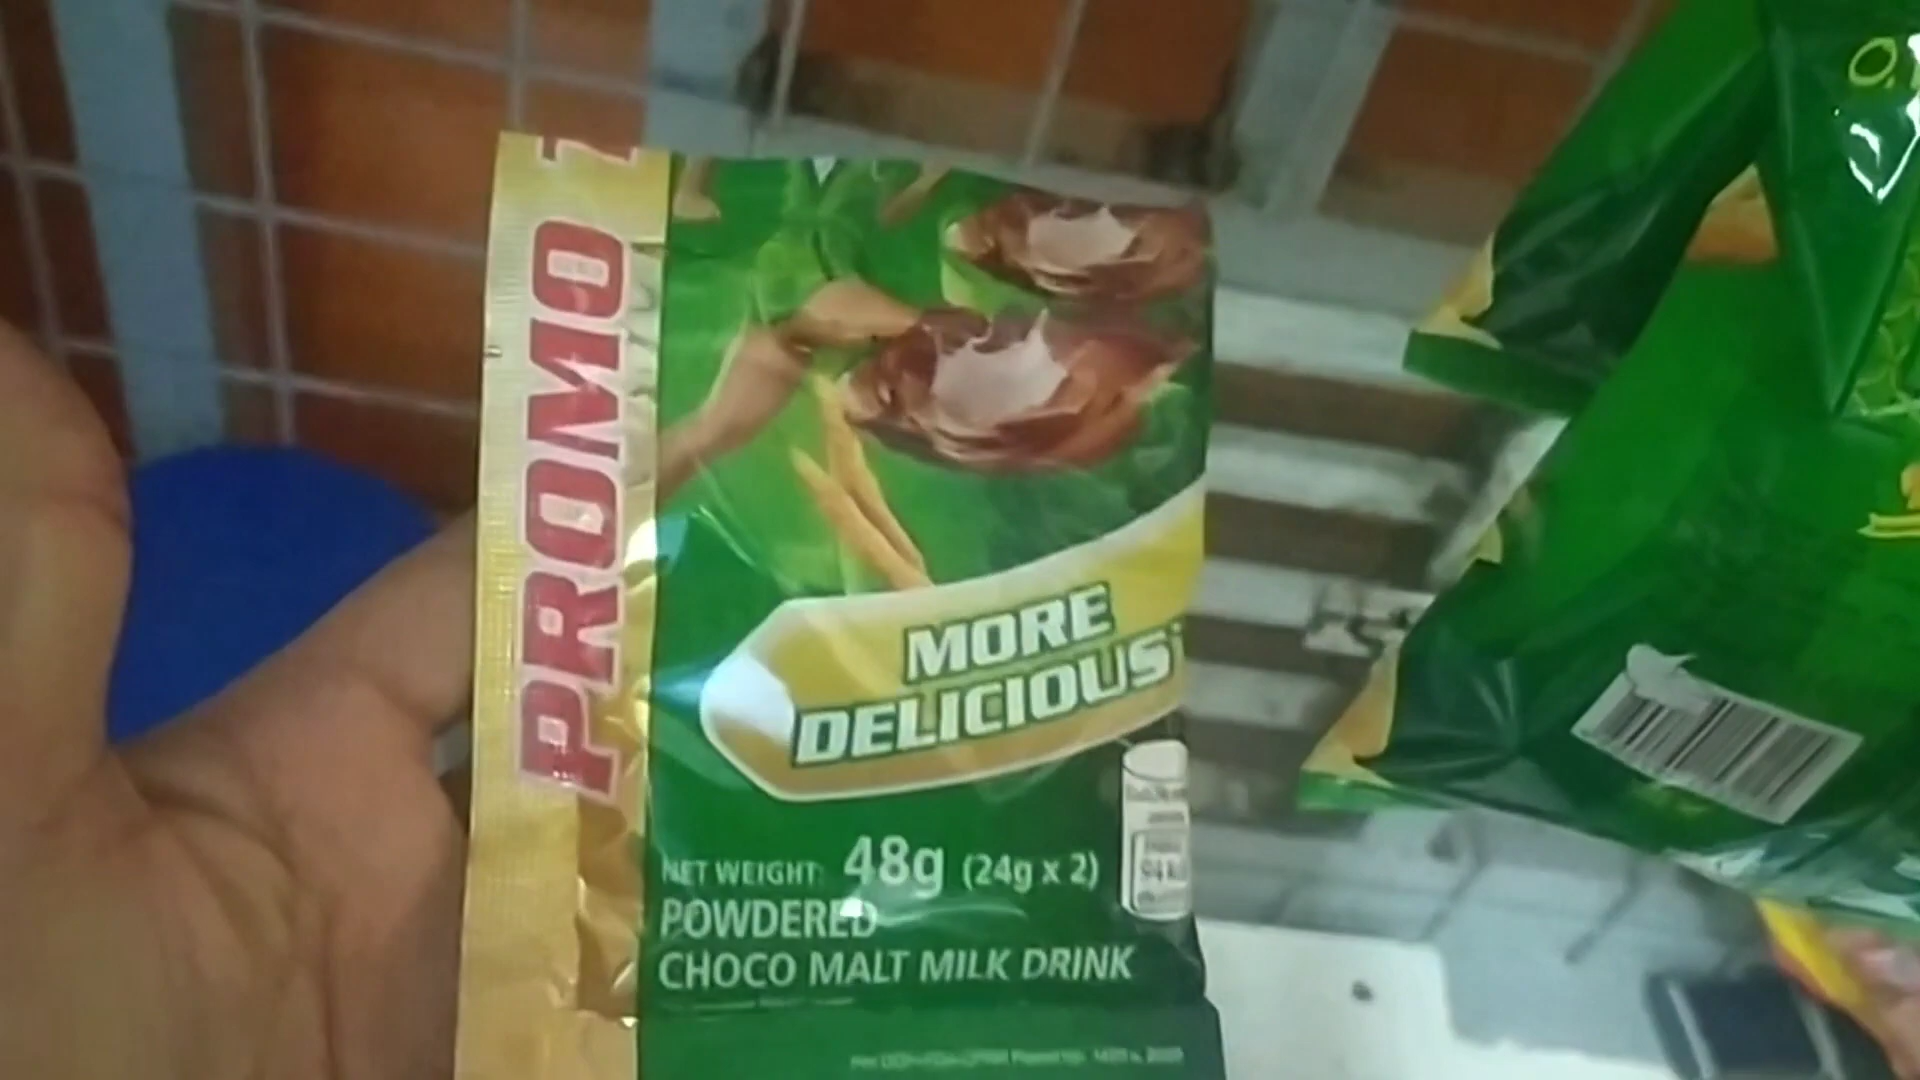 PROMO
MORE
DELICIOUS
NET WEIGHT: 48g (24g x 2)
POWDERED
CHOCO MALT MILK DRINK